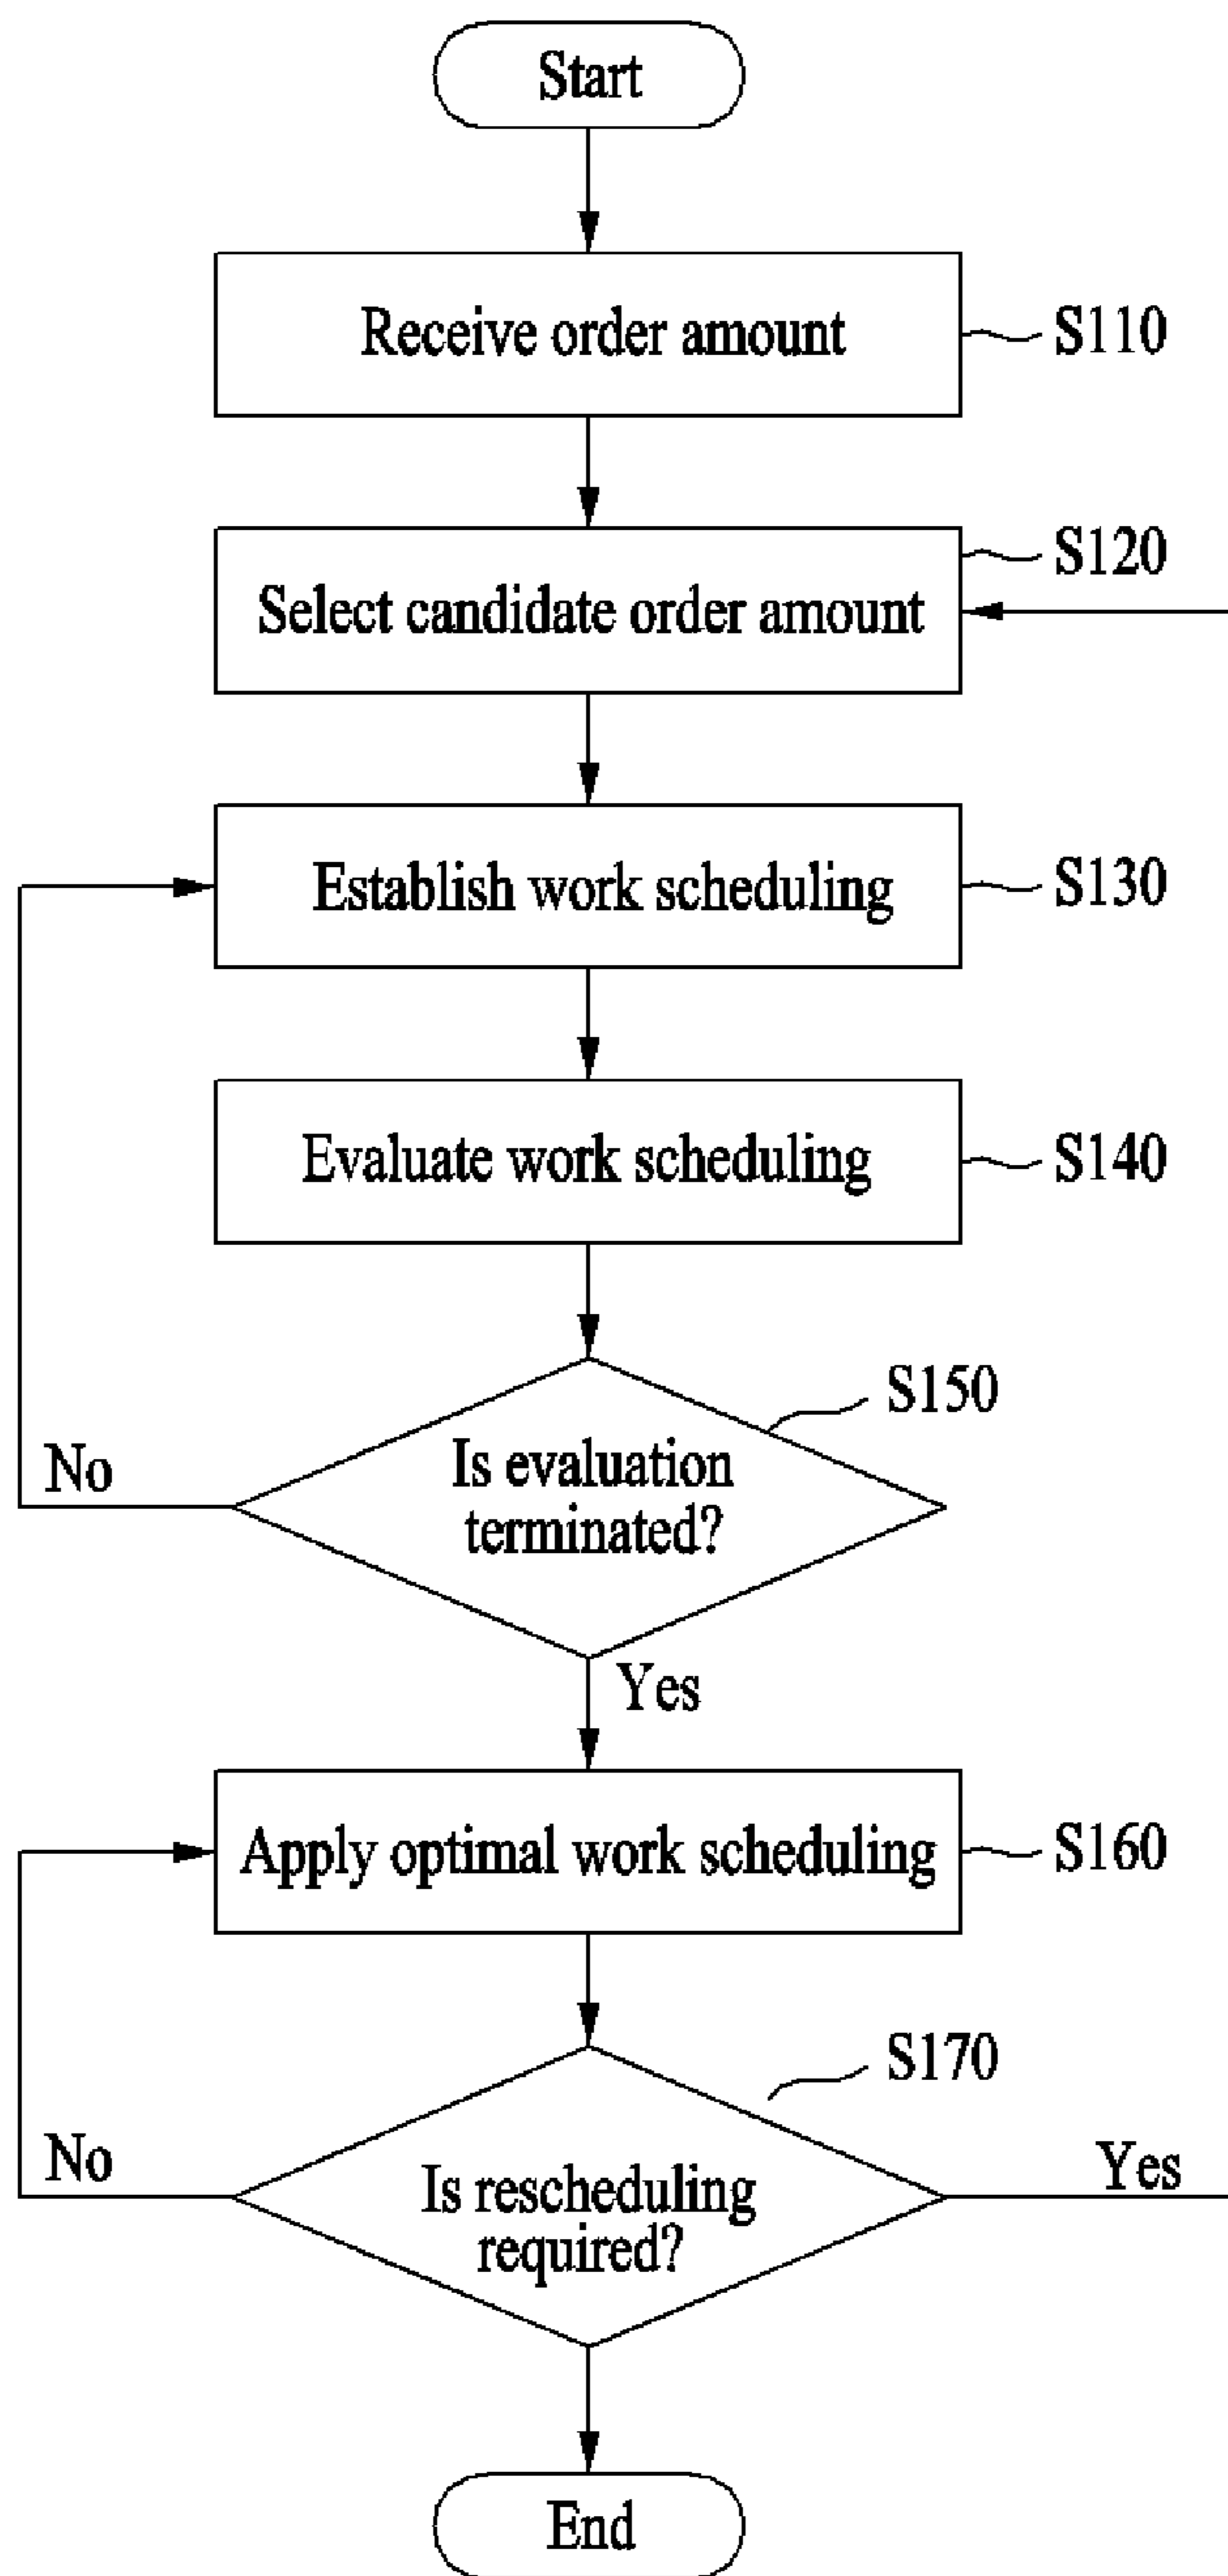 Start
Receive order amount
S110
Select candidate order amount
S120
Establish work scheduling
S130
Evaluate work scheduling
S140
Is evaluation
terminated?
S150
No
Yes
Apply optimal work scheduling
S160
Is rescheduling
required?
S170
No
Yes
End